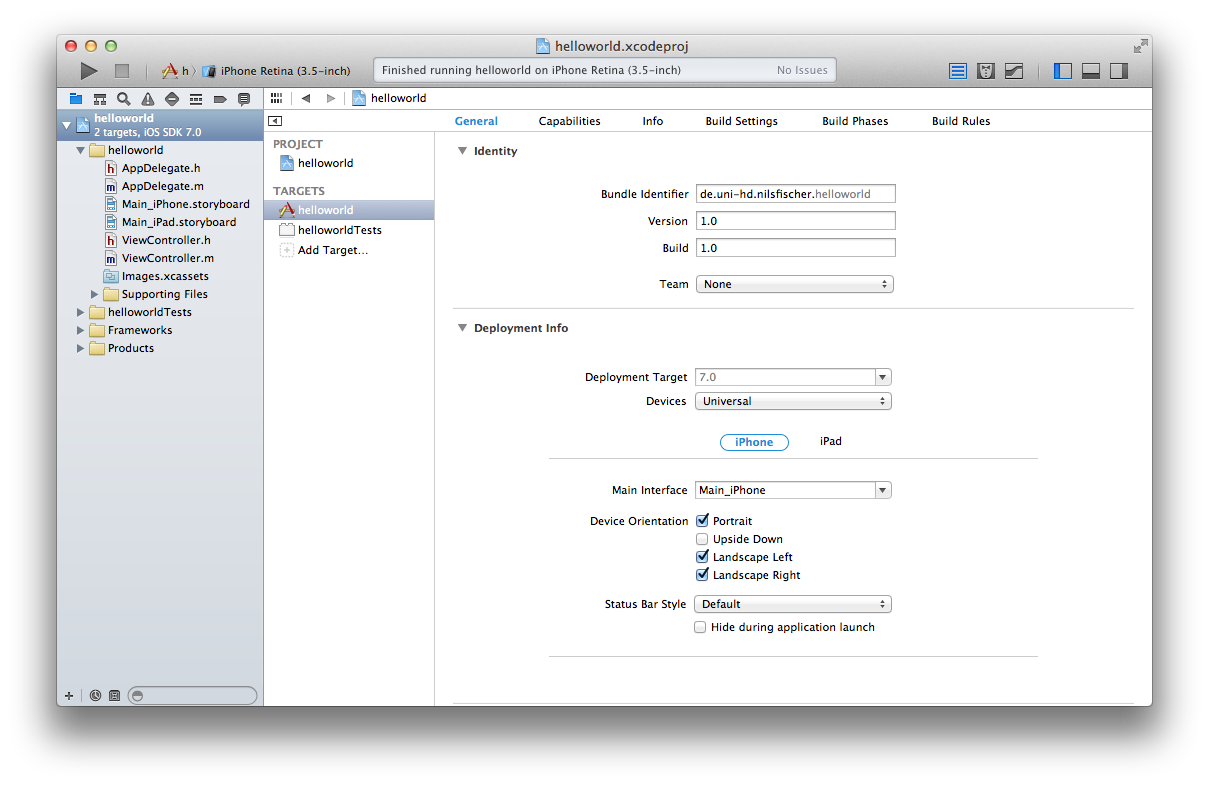 helloworld.xcodeproj
h iPhone Retina (3.5-inch)
Finished running helloworld on iPhone Retina (3.5-inch) No Issues
helloworld
helloworld
2 targets, iOS SDK 7.0
helloworld
AppDelegate.h
AppDelegate.m
Main_iPhone.storyboard
Main_iPad.storyboard
ViewController.h
ViewController.m
Images.xcassets
Supporting Files
helloworldTests
Frameworks
Products
PROJECT
helloworld
TARGETS
helloworld
helloworldTests
Add Target...
General Capabilities Info Build Settings Build Phases Build Rules
Identity
Bundle Identifier de.uni-hd.nilsfischer.helloworld
Version 1.0
Build 1.0
Team None
Deployment Info
Deployment Target 7.0
Devices Universal
iPhone iPad
Main Interface Main_iPhone
Device Orientation Portrait
Upside Down
Landscape Left
Landscape Right
Status Bar Style Default
Hide during application launch